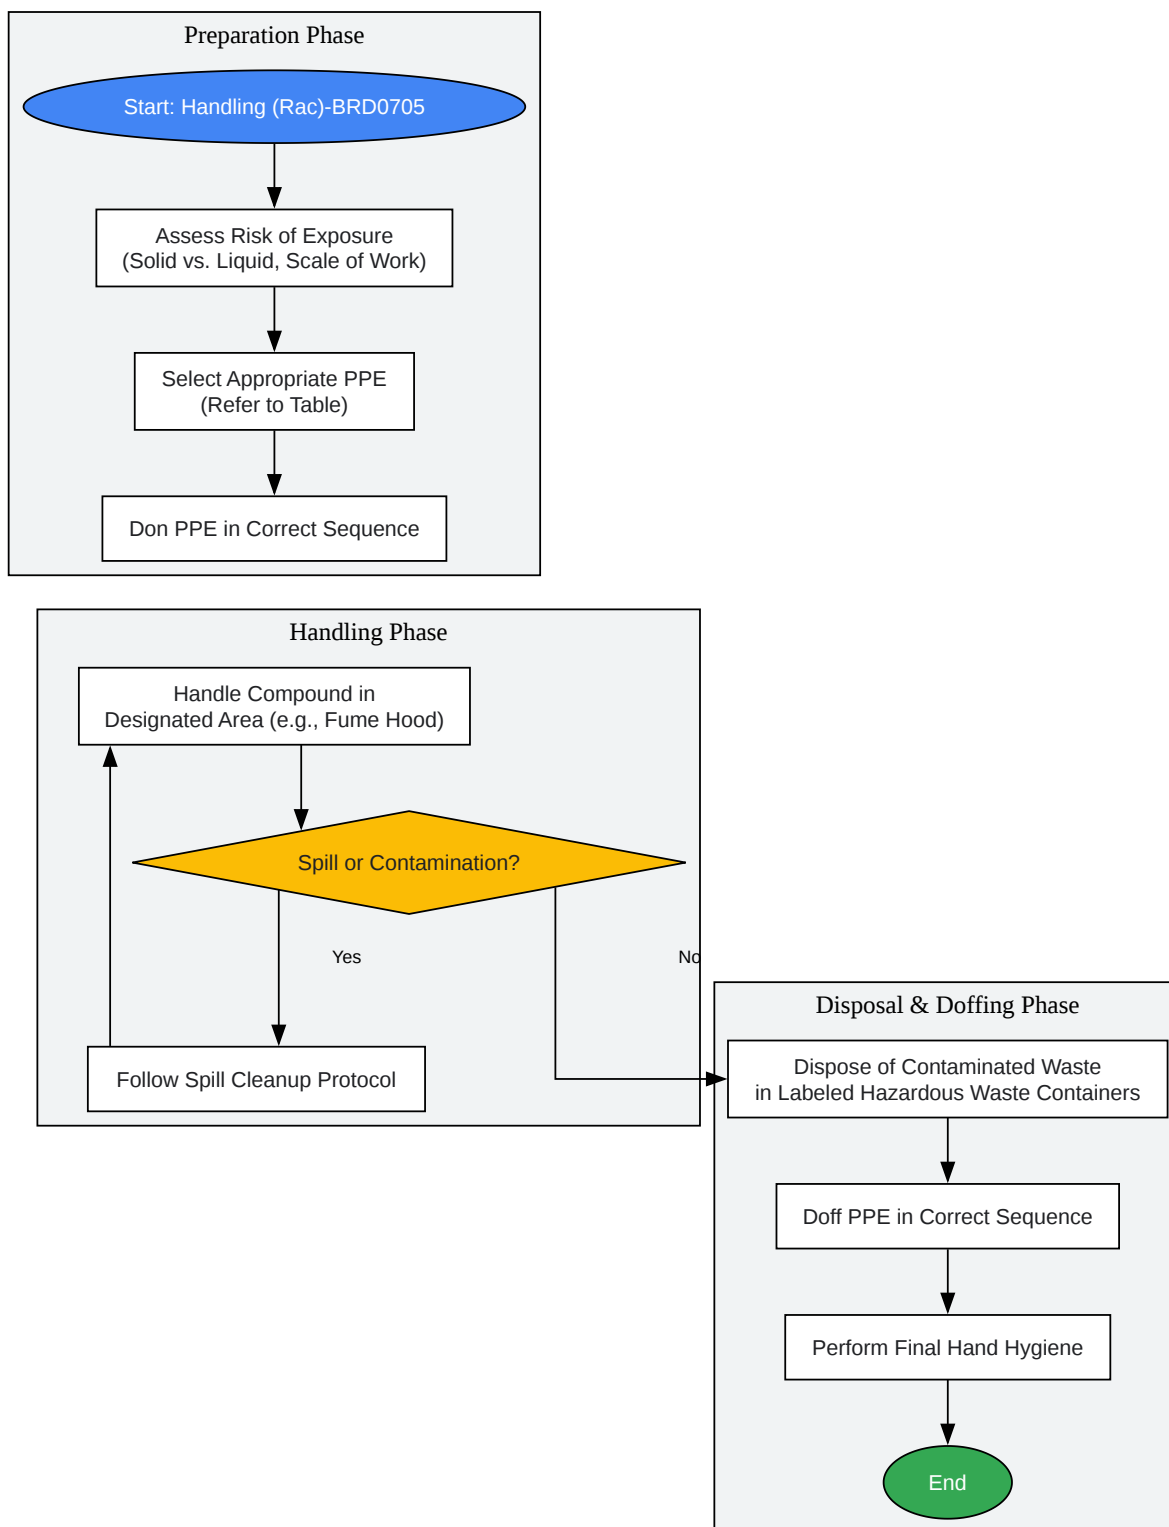 Preparation Phase
Start: Handling (Rac)-BRD0705
Assess Risk of Exposure
(Solid vs. Liquid, Scale of Work)
Select Appropriate PPE
(Refer to Table)
Don PPE in Correct Sequence
Handling Phase
Handle Compound in
Designated Area (e.g., Fume Hood)
Spill or Contamination?
Yes
No
Follow Spill Cleanup Protocol
Disposal & Doffing Phase
Dispose of Contaminated Waste
in Labeled Hazardous Waste Containers
Doff PPE in Correct Sequence
Perform Final Hand Hygiene
End